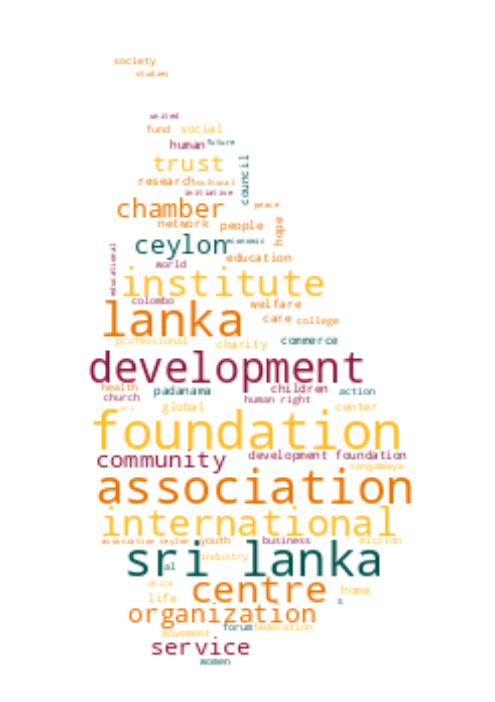 society
studies
united
fund social
human future
trust
council
research cultural
initiative
chamber peace
network people
hope
ceylon economic
education
world
educational
institute
colombo welfare
lanka care college
professional charity commerce
development
health children action
church padanama human right
sri global center
foundation
community development foundation
sangamaya
association
international
association ceylon youth business mission
sri lanka industry
al
child
centre home
life s
organization
forum federation
movement
service
women